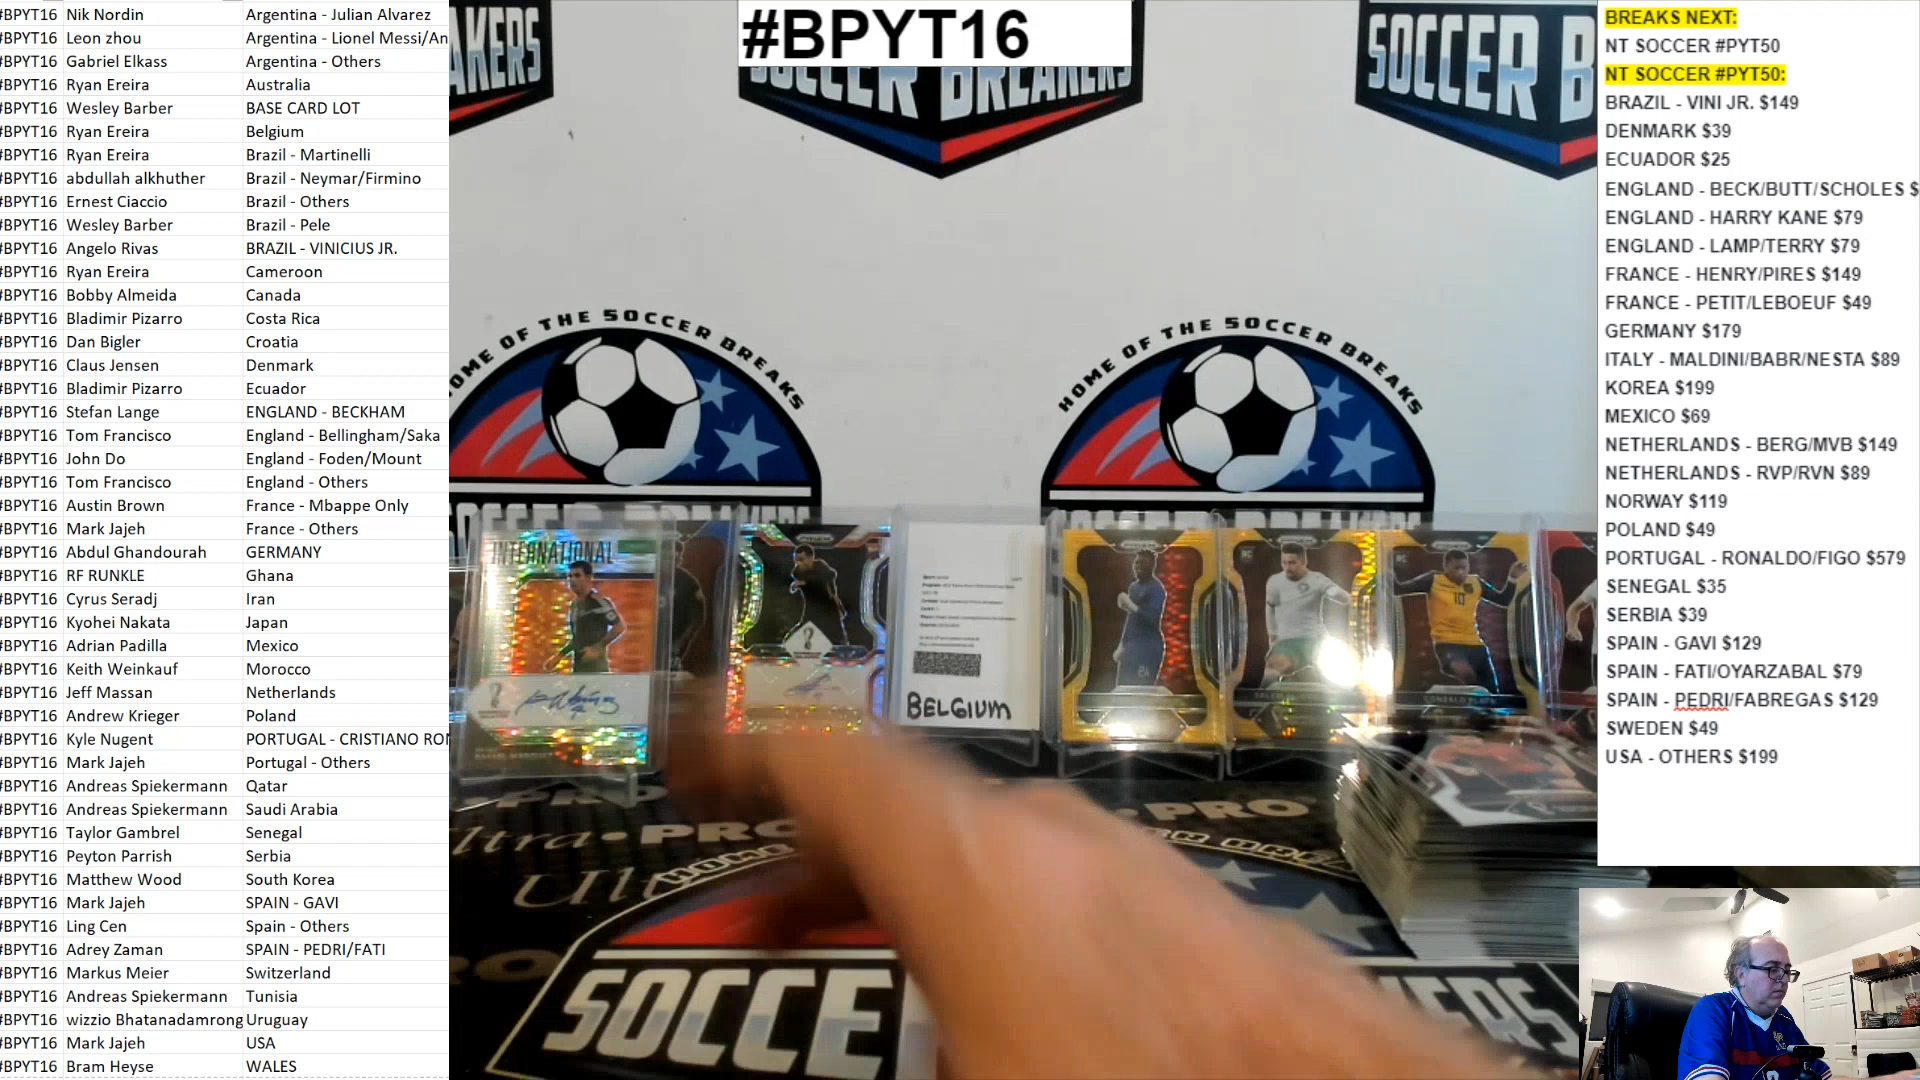 #BPYT16 Nik Nordin Argentina - Julian Alvarez
#BPYT16 Leon zhou Argentina - Lionel Messi/An
#BPYT16 Gabriel Elkass Argentina - Others
#BPYT16 Ryan Ereira Australia
#BPYT16 Wesley Barber BASE CARD LOT
#BPYT16 Ryan Ereira Belgium
#BPYT16 Ryan Ereira Brazil - Martinelli
#BPYT16 abdullah alkhuther Brazil - Neymar/Firmino
#BPYT16 Ernest Ciaccio Brazil - Others
#BPYT16 Wesley Barber Brazil - Pele
#BPYT16 Angelo Rivas BRAZIL - VINICIUS JR.
#BPYT16 Ryan Ereira Cameroon
#BPYT16 Bobby Almeida Canada
#BPYT16 Bladimir Pizarro Costa Rica
#BPYT16 Dan Bigler Croatia
#BPYT16 Claus Jensen Denmark
#BPYT16 Bladimir Pizarro Ecuador
#BPYT16 Stefan Lange ENGLAND - BECKHAM
#BPYT16 Tom Francisco England - Bellingham/Saka
#BPYT16 John Do England - Foden/Mount
#BPYT16 Tom Francisco England - Others
#BPYT16 Austin Brown France - Mbappe Only
#BPYT16 Mark Jajeh France - Others
#BPYT16 Abdul Ghandourah GERMANY
#BPYT16 RF RUNKLE Ghana
#BPYT16 Cyrus Seradj Iran
#BPYT16 Kyohei Nakata Japan
#BPYT16 Adrian Padilla Mexico
#BPYT16 Keith Weinkauf Morocco
#BPYT16 Jeff Massan Netherlands
#BPYT16 Andrew Krieger Poland
#BPYT16 Kyle Nugent PORTUGAL - CRISTIANO RON
#BPYT16 Mark Jajeh Portugal - Others
#BPYT16 Andreas Spiekermann Qatar
#BPYT16 Andreas Spiekermann Saudi Arabia
#BPYT16 Taylor Gambrel Senegal
#BPYT16 Peyton Parrish Serbia
#BPYT16 Matthew Wood South Korea
#BPYT16 Mark Jajeh SPAIN - GAVI
#BPYT16 Ling Cen Spain - Others
#BPYT16 Adrey Zaman SPAIN - PEDRI/FATI
#BPYT16 Markus Meier Switzerland
#BPYT16 Andreas Spiekermann Tunisia
#BPYT16 wizzio Bhatanadamrong Uruguay
#BPYT16 Mark Jajeh USA
#BPYT16 Bram Heyse WALES
#BPYT16
AKERS
SOCCER BREAKERS
SOCCER B
HOME OF THE SOCCER BREAKS
HOME OF THE SOCCER BREAKS
INTERNATIONAL
BELGIUM
Ultra PRO
SOCCE
BREAKS NEXT:
NT SOCCER #PYT50
NT SOCCER #PYT50:
BRAZIL - VINI JR. $149
DENMARK $39
ECUADOR $25
ENGLAND - BECK/BUTT/SCHOLES $
ENGLAND - HARRY KANE $79
ENGLAND - LAMP/TERRY $79
FRANCE - HENRY/PIRES $149
FRANCE - PETIT/LEBOEUF $49
GERMANY $179
ITALY - MALDINI/BABR/NESTA $89
KOREA $199
MEXICO $69
NETHERLANDS - BERG/MVB $149
NETHERLANDS - RVP/RVN $89
NORWAY $119
POLAND $49
PORTUGAL - RONALDO/FIGO $579
SENEGAL $35
SERBIA $39
SPAIN - GAVI $129
SPAIN - FATI/OYARZABAL $79
SPAIN - PEDRI/FABREGAS $129
SWEDEN $49
USA - OTHERS $199